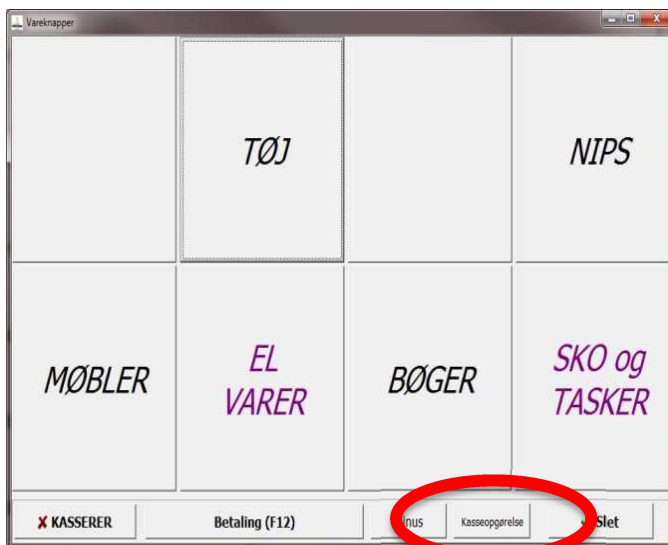 Vareknapper
TØJ
NIPS
MØBLER
EL
VARER
BØGER
SKO og
TASKER
KASSERER
Betaling (F12)
Kasseopgørelse
Slet